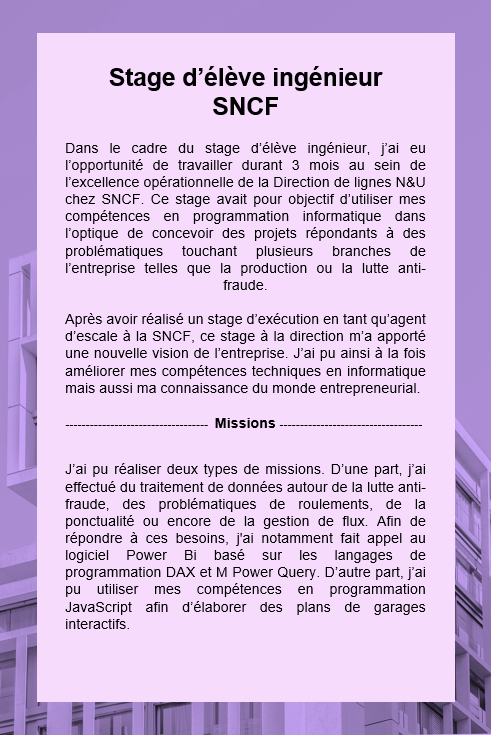 Stage d’élève ingénieur
SNCF
Dans le cadre du stage d’élève ingénieur, j’ai eu
l’opportunité de travailler durant 3 mois au sein de
l’excellence opérationnelle de la Direction de lignes N&U
chez SNCF. Ce stage avait pour objectif d’utiliser mes
compétences en programmation informatique dans
l’optique de concevoir des projets répondants à des
problématiques touchant plusieurs branches de
l’entreprise telles que la production ou la lutte anti-
fraude.
Après avoir réalisé un stage d’exécution en tant qu’agent
d’escale à la SNCF, ce stage à la direction m’a apporté
une nouvelle vision de l’entreprise. J’ai pu ainsi à la fois
améliorer mes compétences techniques en informatique
mais aussi ma connaissance du monde entrepreneurial.
----------------------------------- Missions -----------------------------------
J’ai pu réaliser deux types de missions. D’une part, j’ai
effectué du traitement de données autour de la lutte anti-
fraude, des problématiques de roulements, de la
ponctualité ou encore de la gestion de flux. Afin de
répondre à ces besoins, j'ai notamment fait appel au
logiciel Power Bi basé sur les langages de
programmation DAX et M Power Query. D’autre part, j’ai
pu utiliser mes compétences en programmation
JavaScript afin d’élaborer des plans de garages
interactifs.